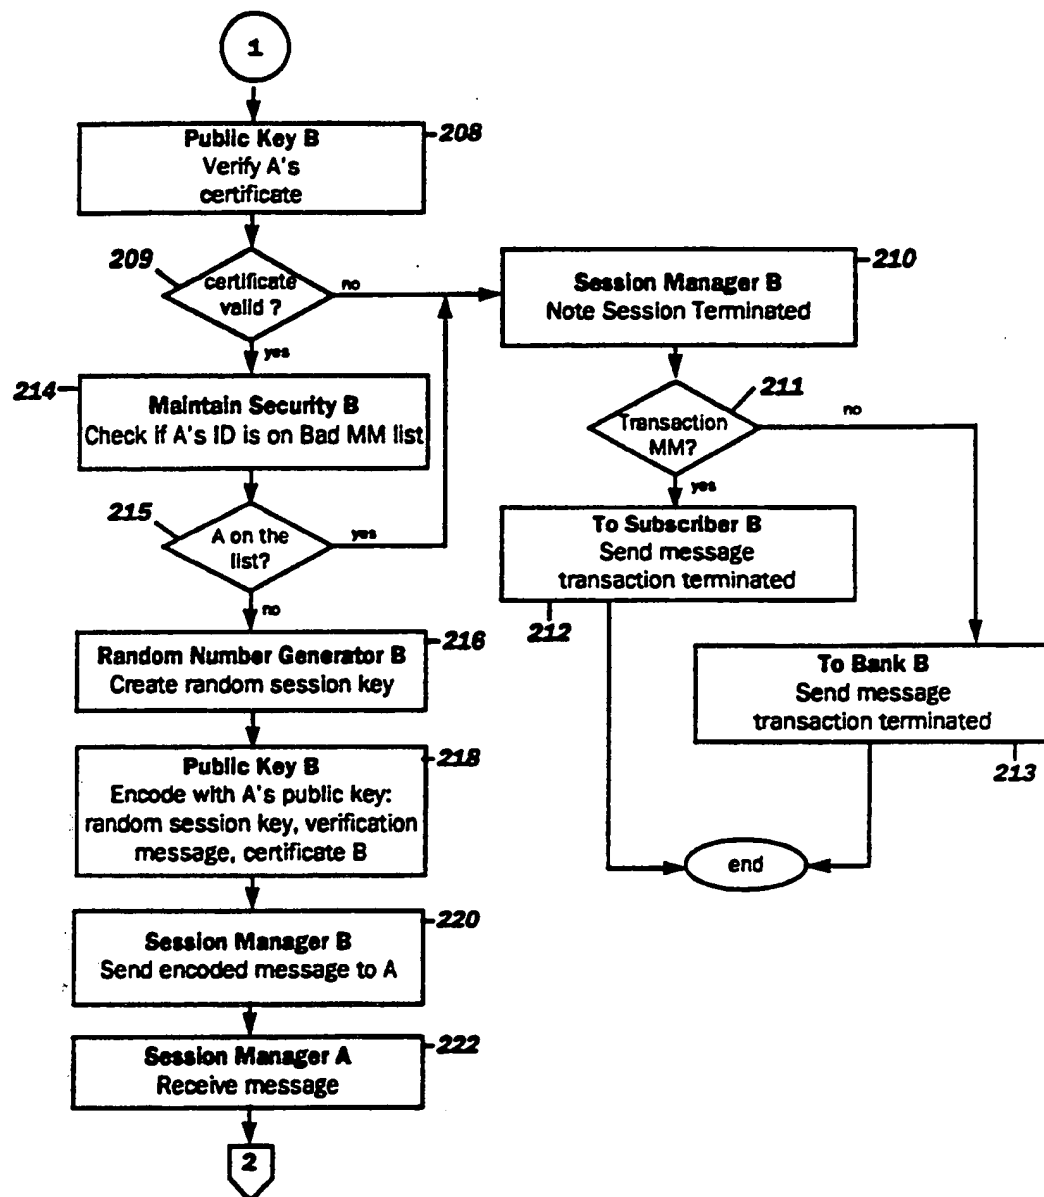 1
Public Key B
Verify A's
certificate
208
209
certificate
valid ?
no
yes
Session Manager B
Note Session Terminated
210
214
Maintain Security B
Check if A's ID is on Bad MM list
211
Transaction
MM?
no
yes
215
A on the
list?
yes
no
To Subscriber B
Send message
transaction terminated
212
Random Number Generator B
Create random session key
216
To Bank B
Send message
transaction terminated
213
Public Key B
Encode with A's public key:
random session key, verification
message, certificate B
218
end
Session Manager B
Send encoded message to A
220
Session Manager A
Receive message
222
2